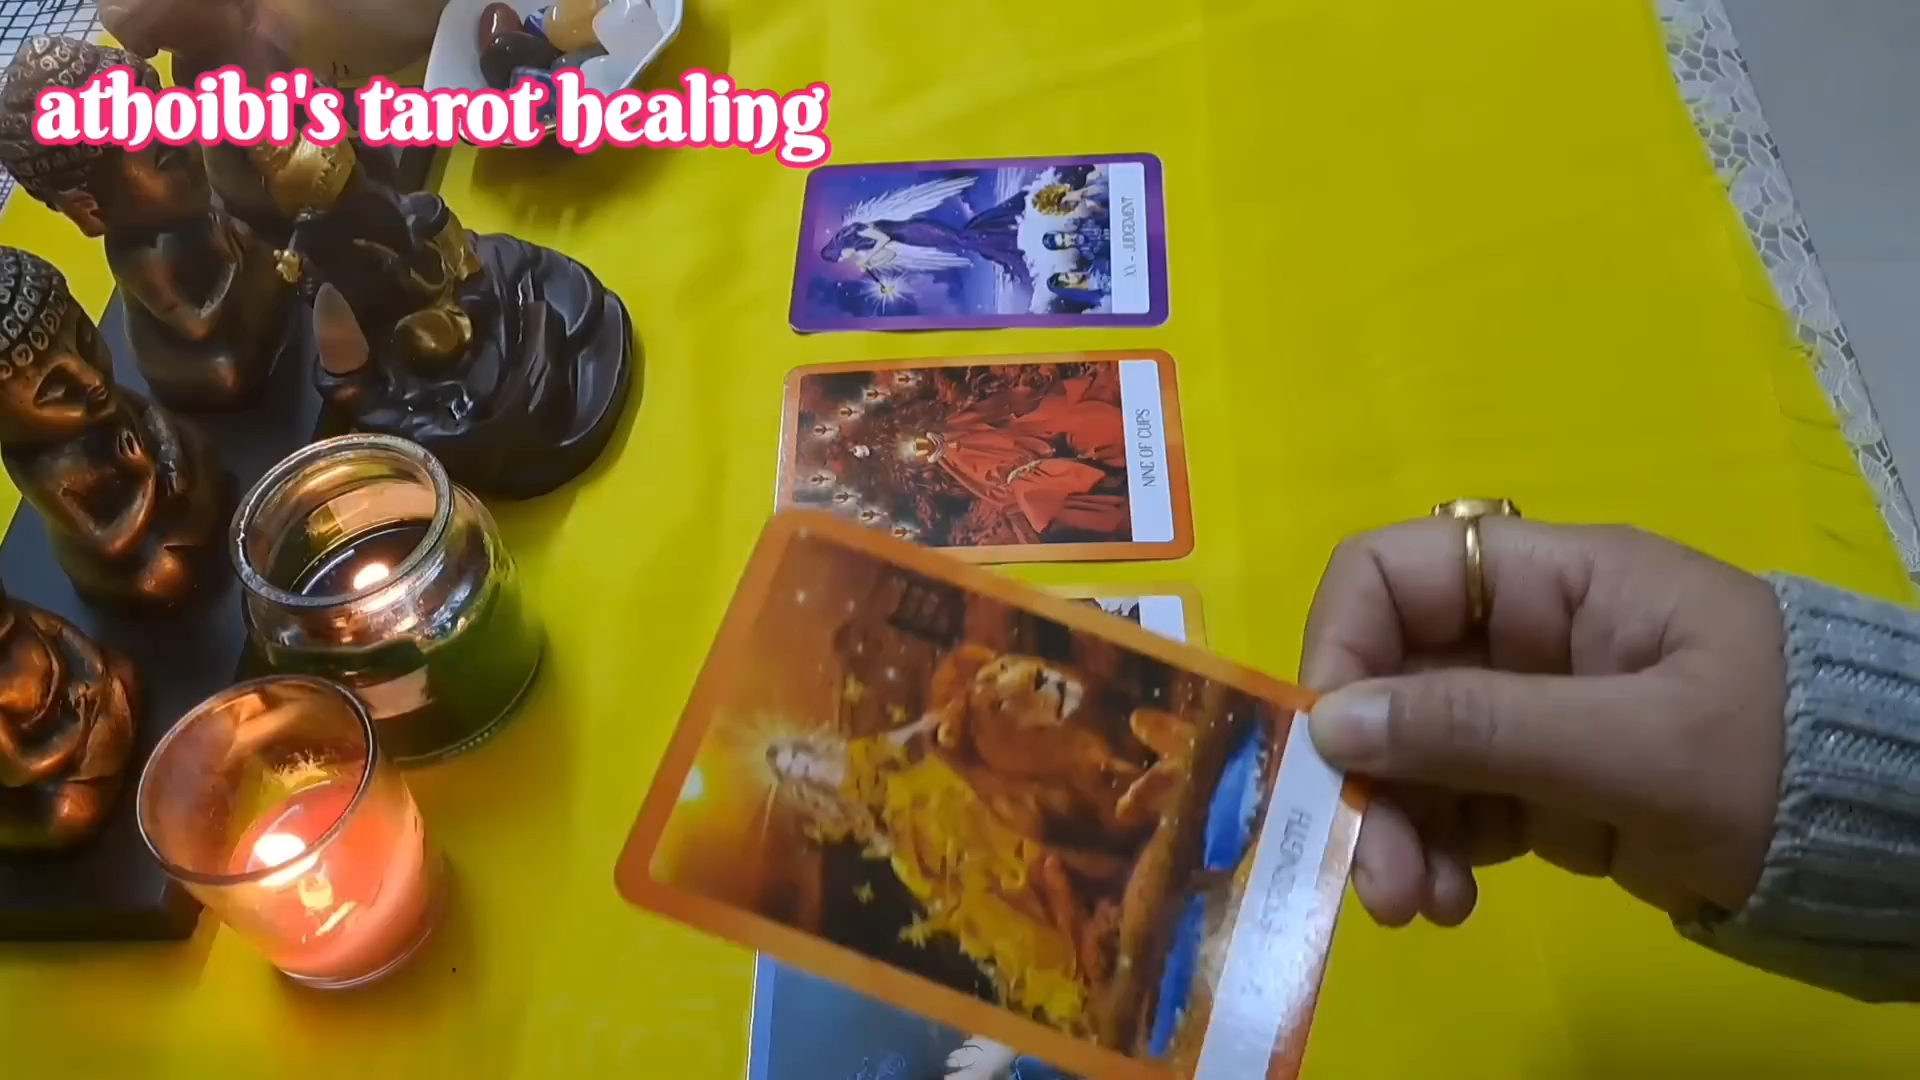 athoibi's tarot healing
XX - JUDGEMENT
NINE OF CUPS
STRENGTH